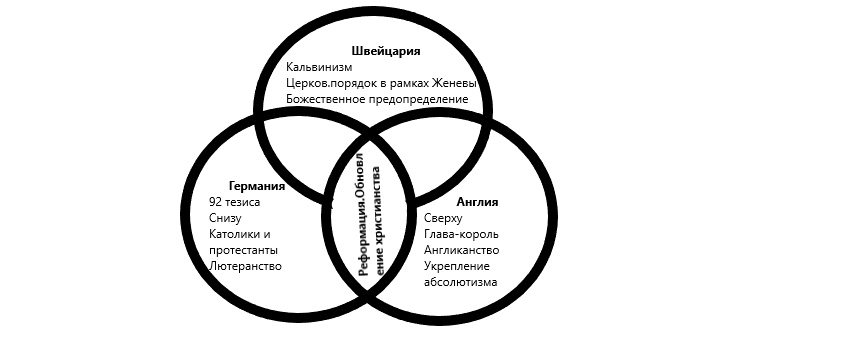 Швейцария
Кальвинизм
Церков.порядок в рамках Женевы
Божественное предопределение
Германия
92 тезиса
Снизу
Католики и
протестанты
Лютеранство
Реформация.Обновл
ение христианства
Англия
Сверху
Глава-король
Англиканство
Укрепление
абсолютизма